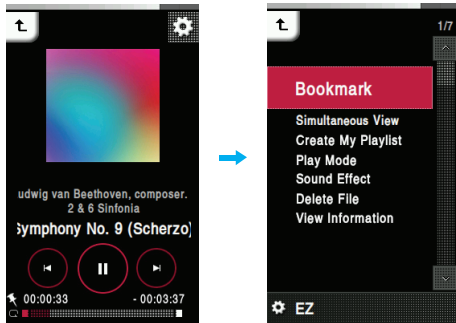 udwig van Beethoven, composer.
2 & 6 Sinfonia
Symphony No. 9 (Scherzo)
00:00:33
- 00:03:37
1/7
Bookmark
Simultaneous View
Create My Playlist
Play Mode
Sound Effect
Delete File
View Information
EZ